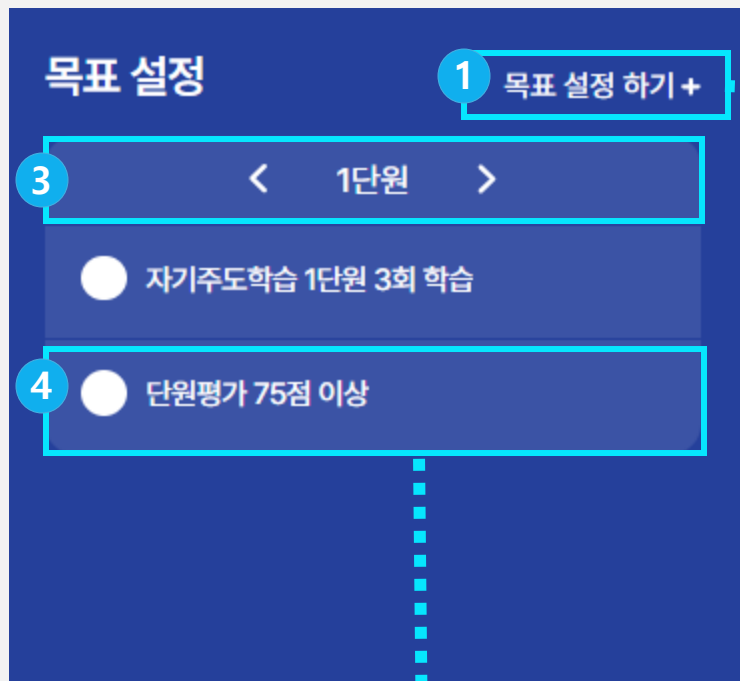 목표 설정
1
목표 설정 하기 +
3
< 1단원 >
자기주도학습 1단원 3회 학습
4
단원평가 75점 이상